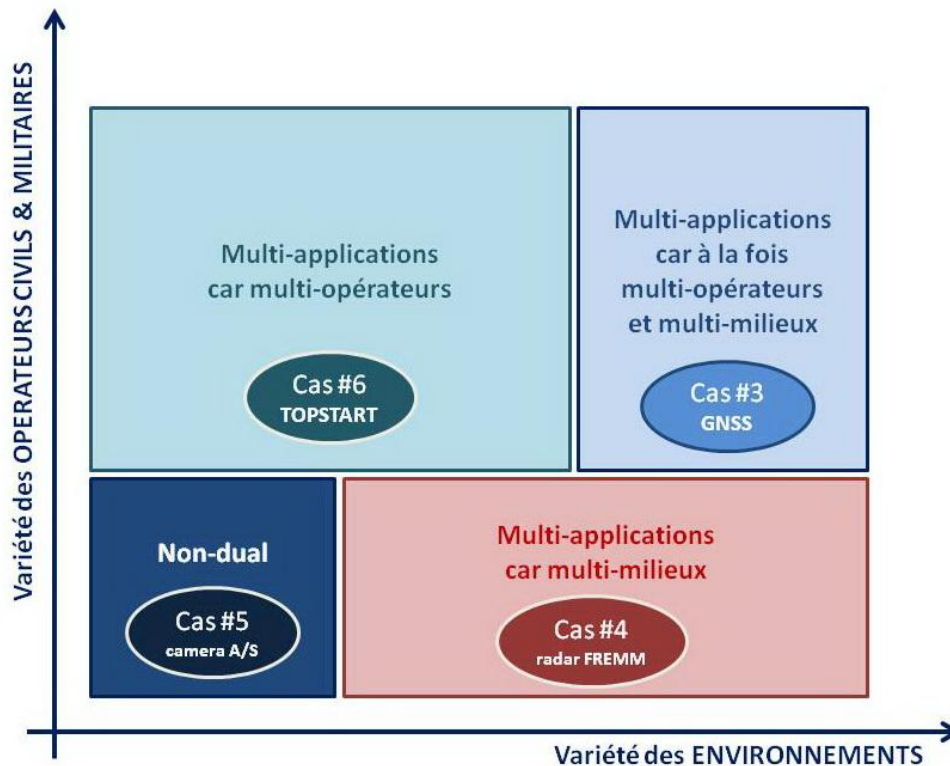 Variété des OPERATEURS CIVILS & MILITAIRES
Multi-applications
car multi-opérateurs
Cas #6
TOPSTART
Multi-applications
car à la fois
multi-opérateurs
et multi-milieux
Cas #3
GNSS
Non-dual
Cas #5
camera A/S
Multi-applications
car multi-milieux
Cas #4
radar FREMM
Variété des ENVIRONNEMENTS